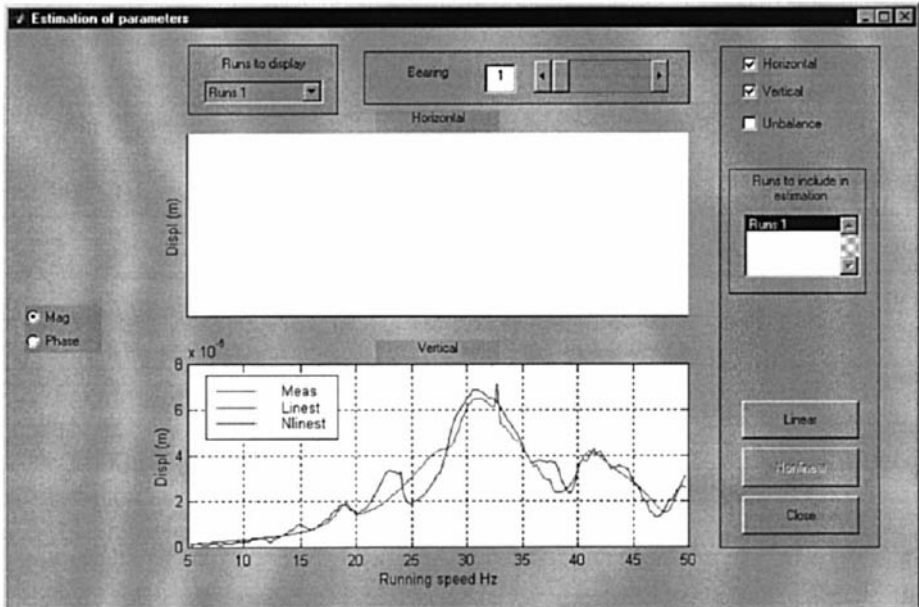 Estimation of parameters
Runs to display
Runs 1
Bearing
1
Horizontal
Vertical
Unbalance
Runs to include in
estimation
Runs 1
Horizontal
Displ (m)
Mag
Phase
Vertical
8 x 10⁻⁶
6
4
2
0
Displ (m)
Meas
Linest
Nlinest
5 10 15 20 25 30 35 40 45 50
Running speed Hz
Linear
Nonlinear
Close